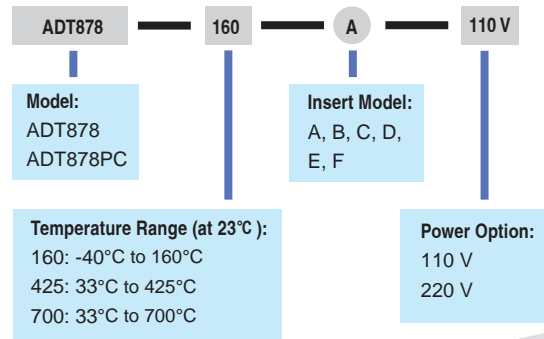 ADT878 160 A 110 V
Model:
ADT878
ADT878PC
Insert Model:
A, B, C, D,
E, F
Temperature Range (at 23°C ):
160: -40°C to 160°C
425: 33°C to 425°C
700: 33°C to 700°C
Power Option:
110 V
220 V